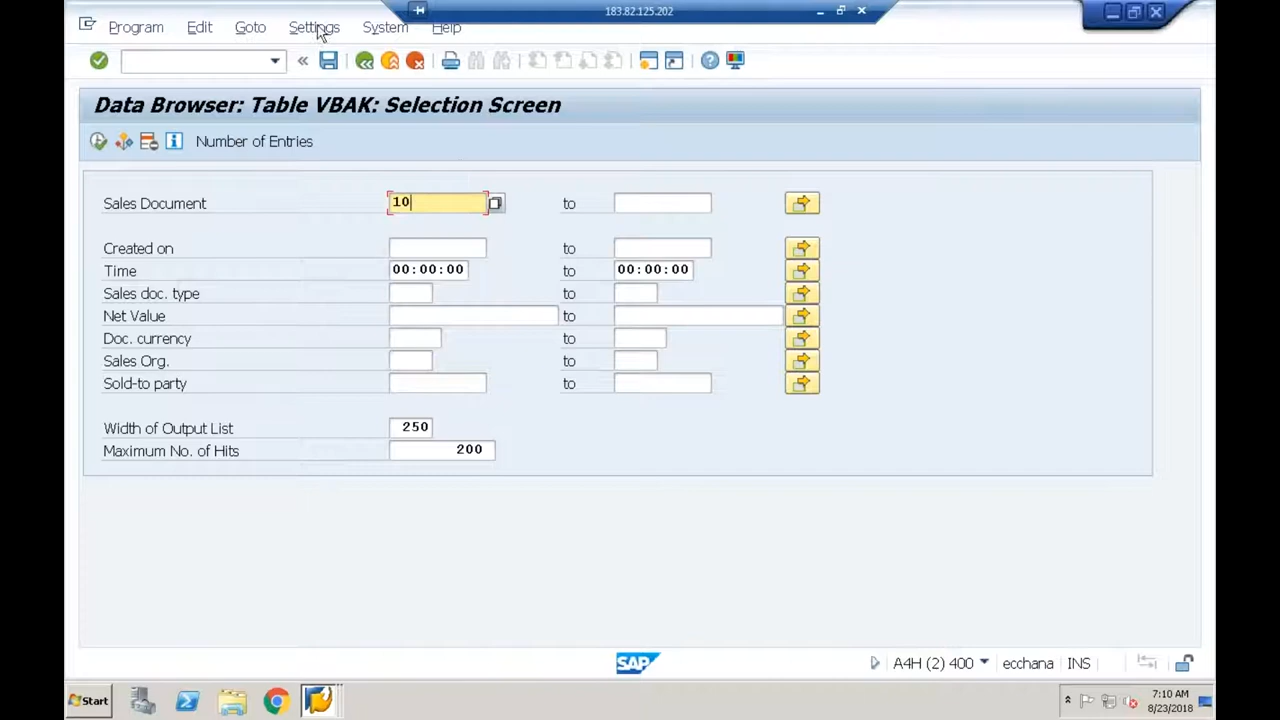 183.82.125.202
Program Edit Goto Settings System Help
Data Browser: Table VBAK: Selection Screen
Number of Entries
Sales Document 10 to
Created on to
Time 00:00:00 to 00:00:00
Sales doc. type to
Net Value to
Doc. currency to
Sales Org. to
Sold-to party to
Width of Output List 250
Maximum No. of Hits 200
SAP A4H (2) 400 ecchana INS
Start 7:10 AM
8/23/2018